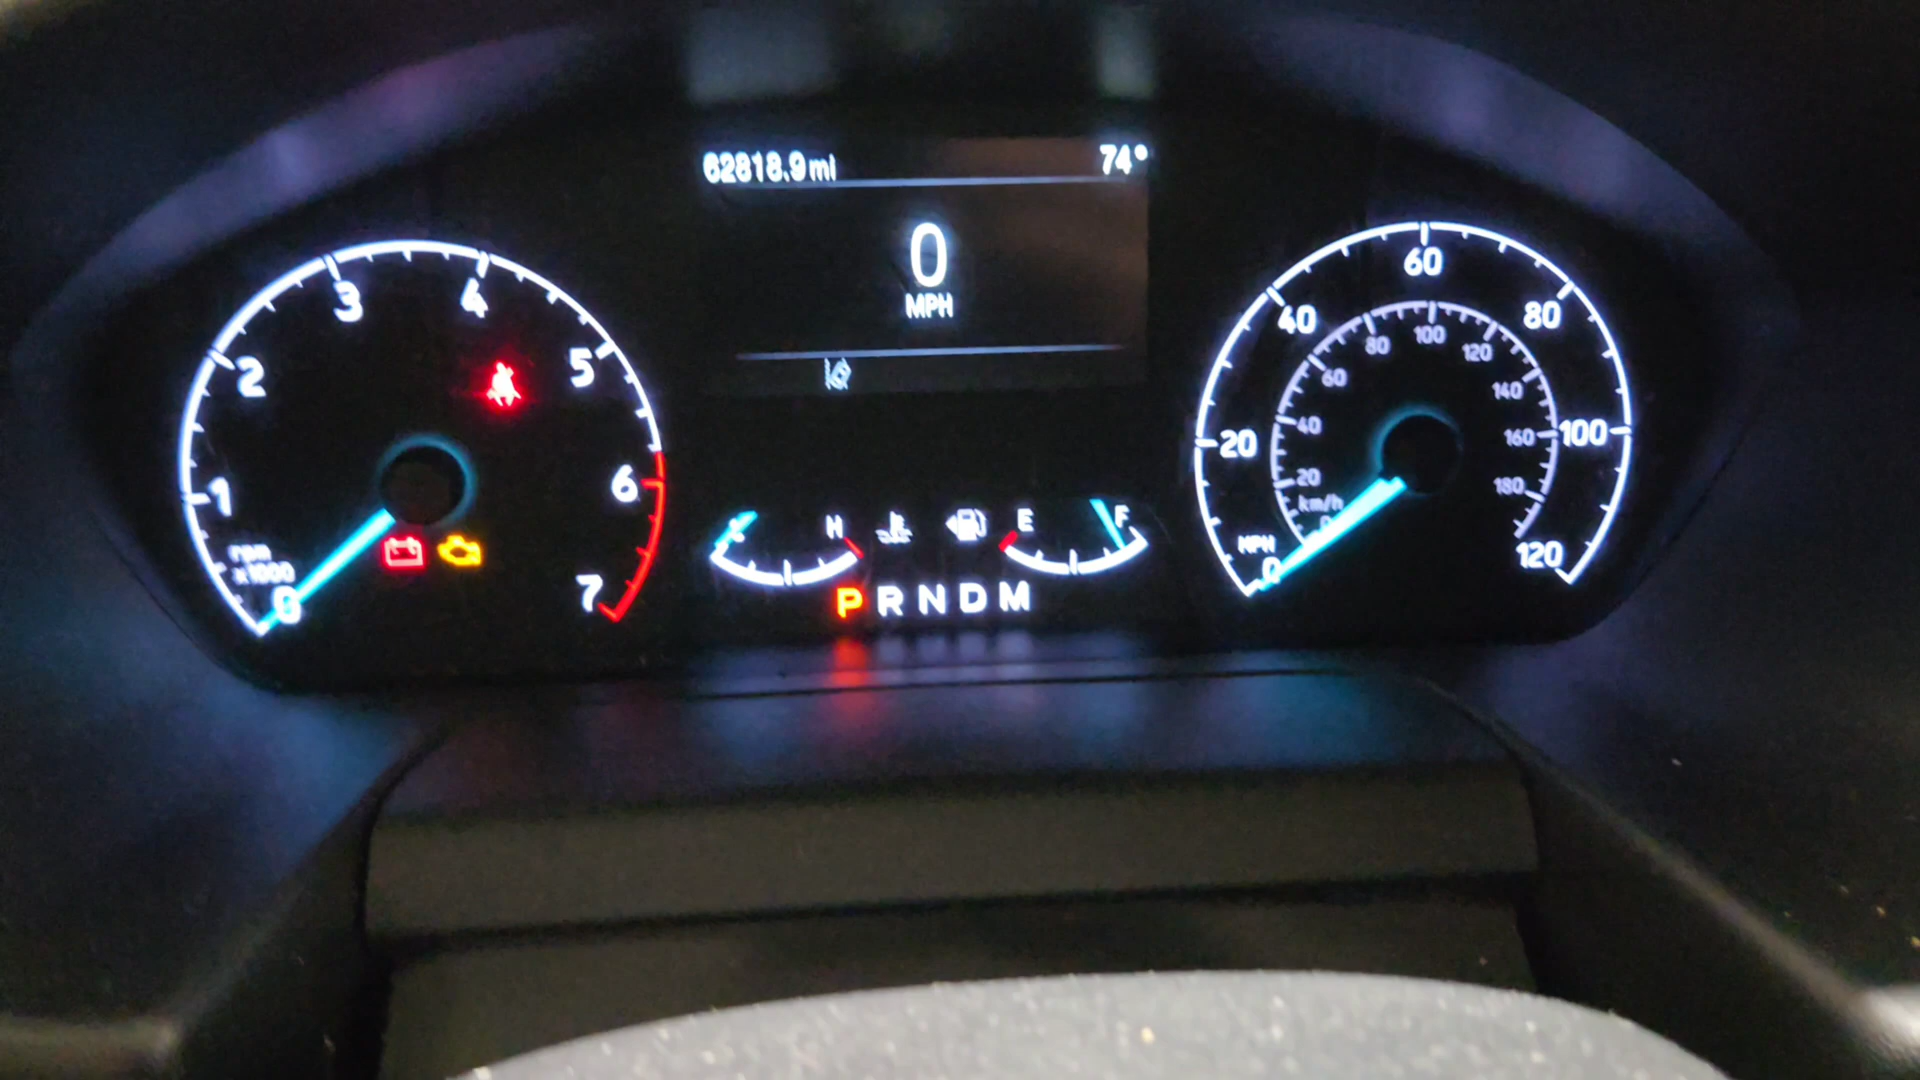 62818.9mi 74°
0
MPH
0 1 2 3 4 5 6 7
rpm
x1000
H
E F
P R N D M
0 20 40 60 80 100 120
MPH
0 20 40 60 80 100 120 140 160 180
km/h